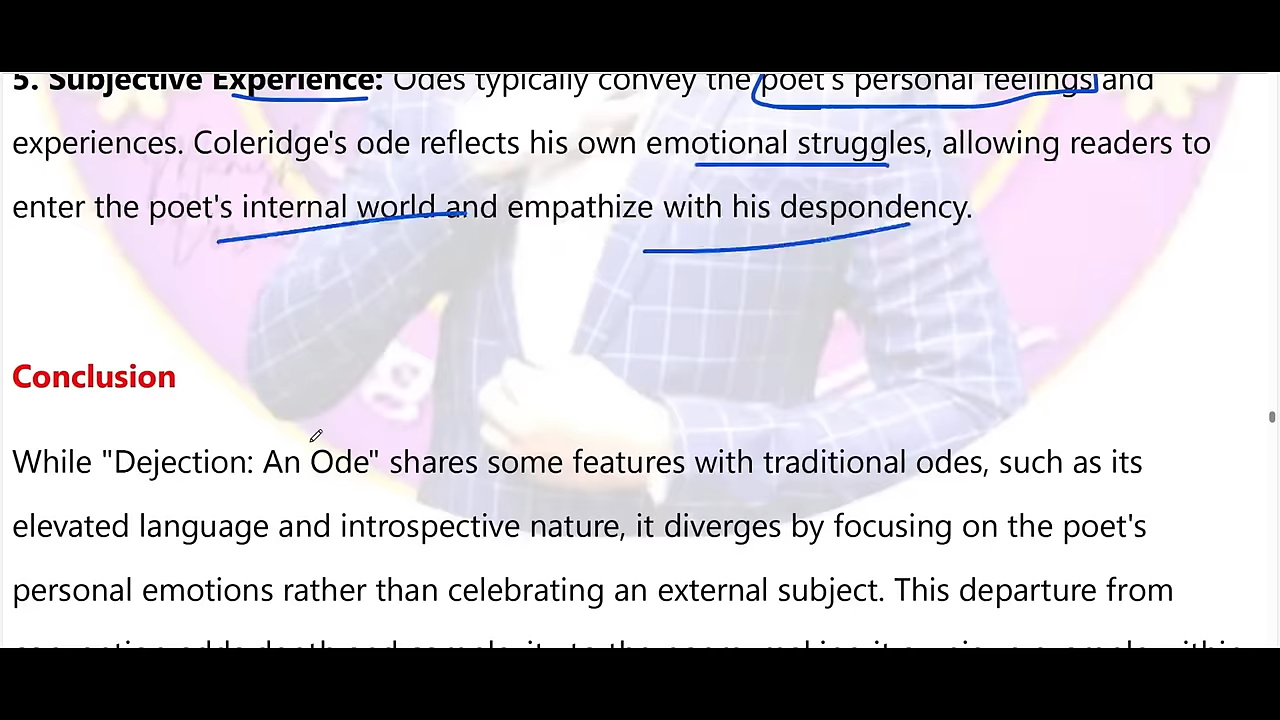 5. Subjective Experience: Odes typically convey the poet's personal feelings and
experiences. Coleridge's ode reflects his own emotional struggles, allowing readers to
enter the poet's internal world and empathize with his despondency.
Conclusion
While "Dejection: An Ode" shares some features with traditional odes, such as its
elevated language and introspective nature, it diverges by focusing on the poet's
personal emotions rather than celebrating an external subject. This departure from